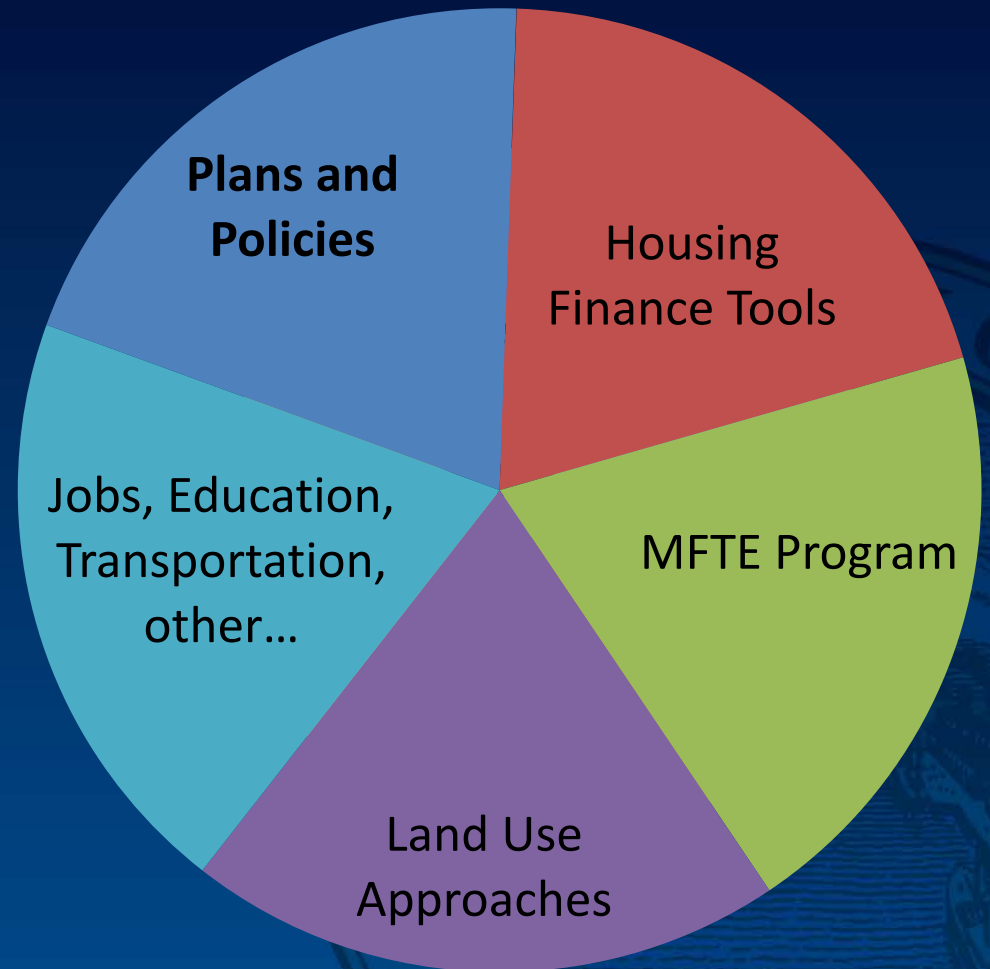 Plans and
Policies
Housing
Finance Tools
MFTE Program
Land Use
Approaches
Jobs, Education,
Transportation,
other…